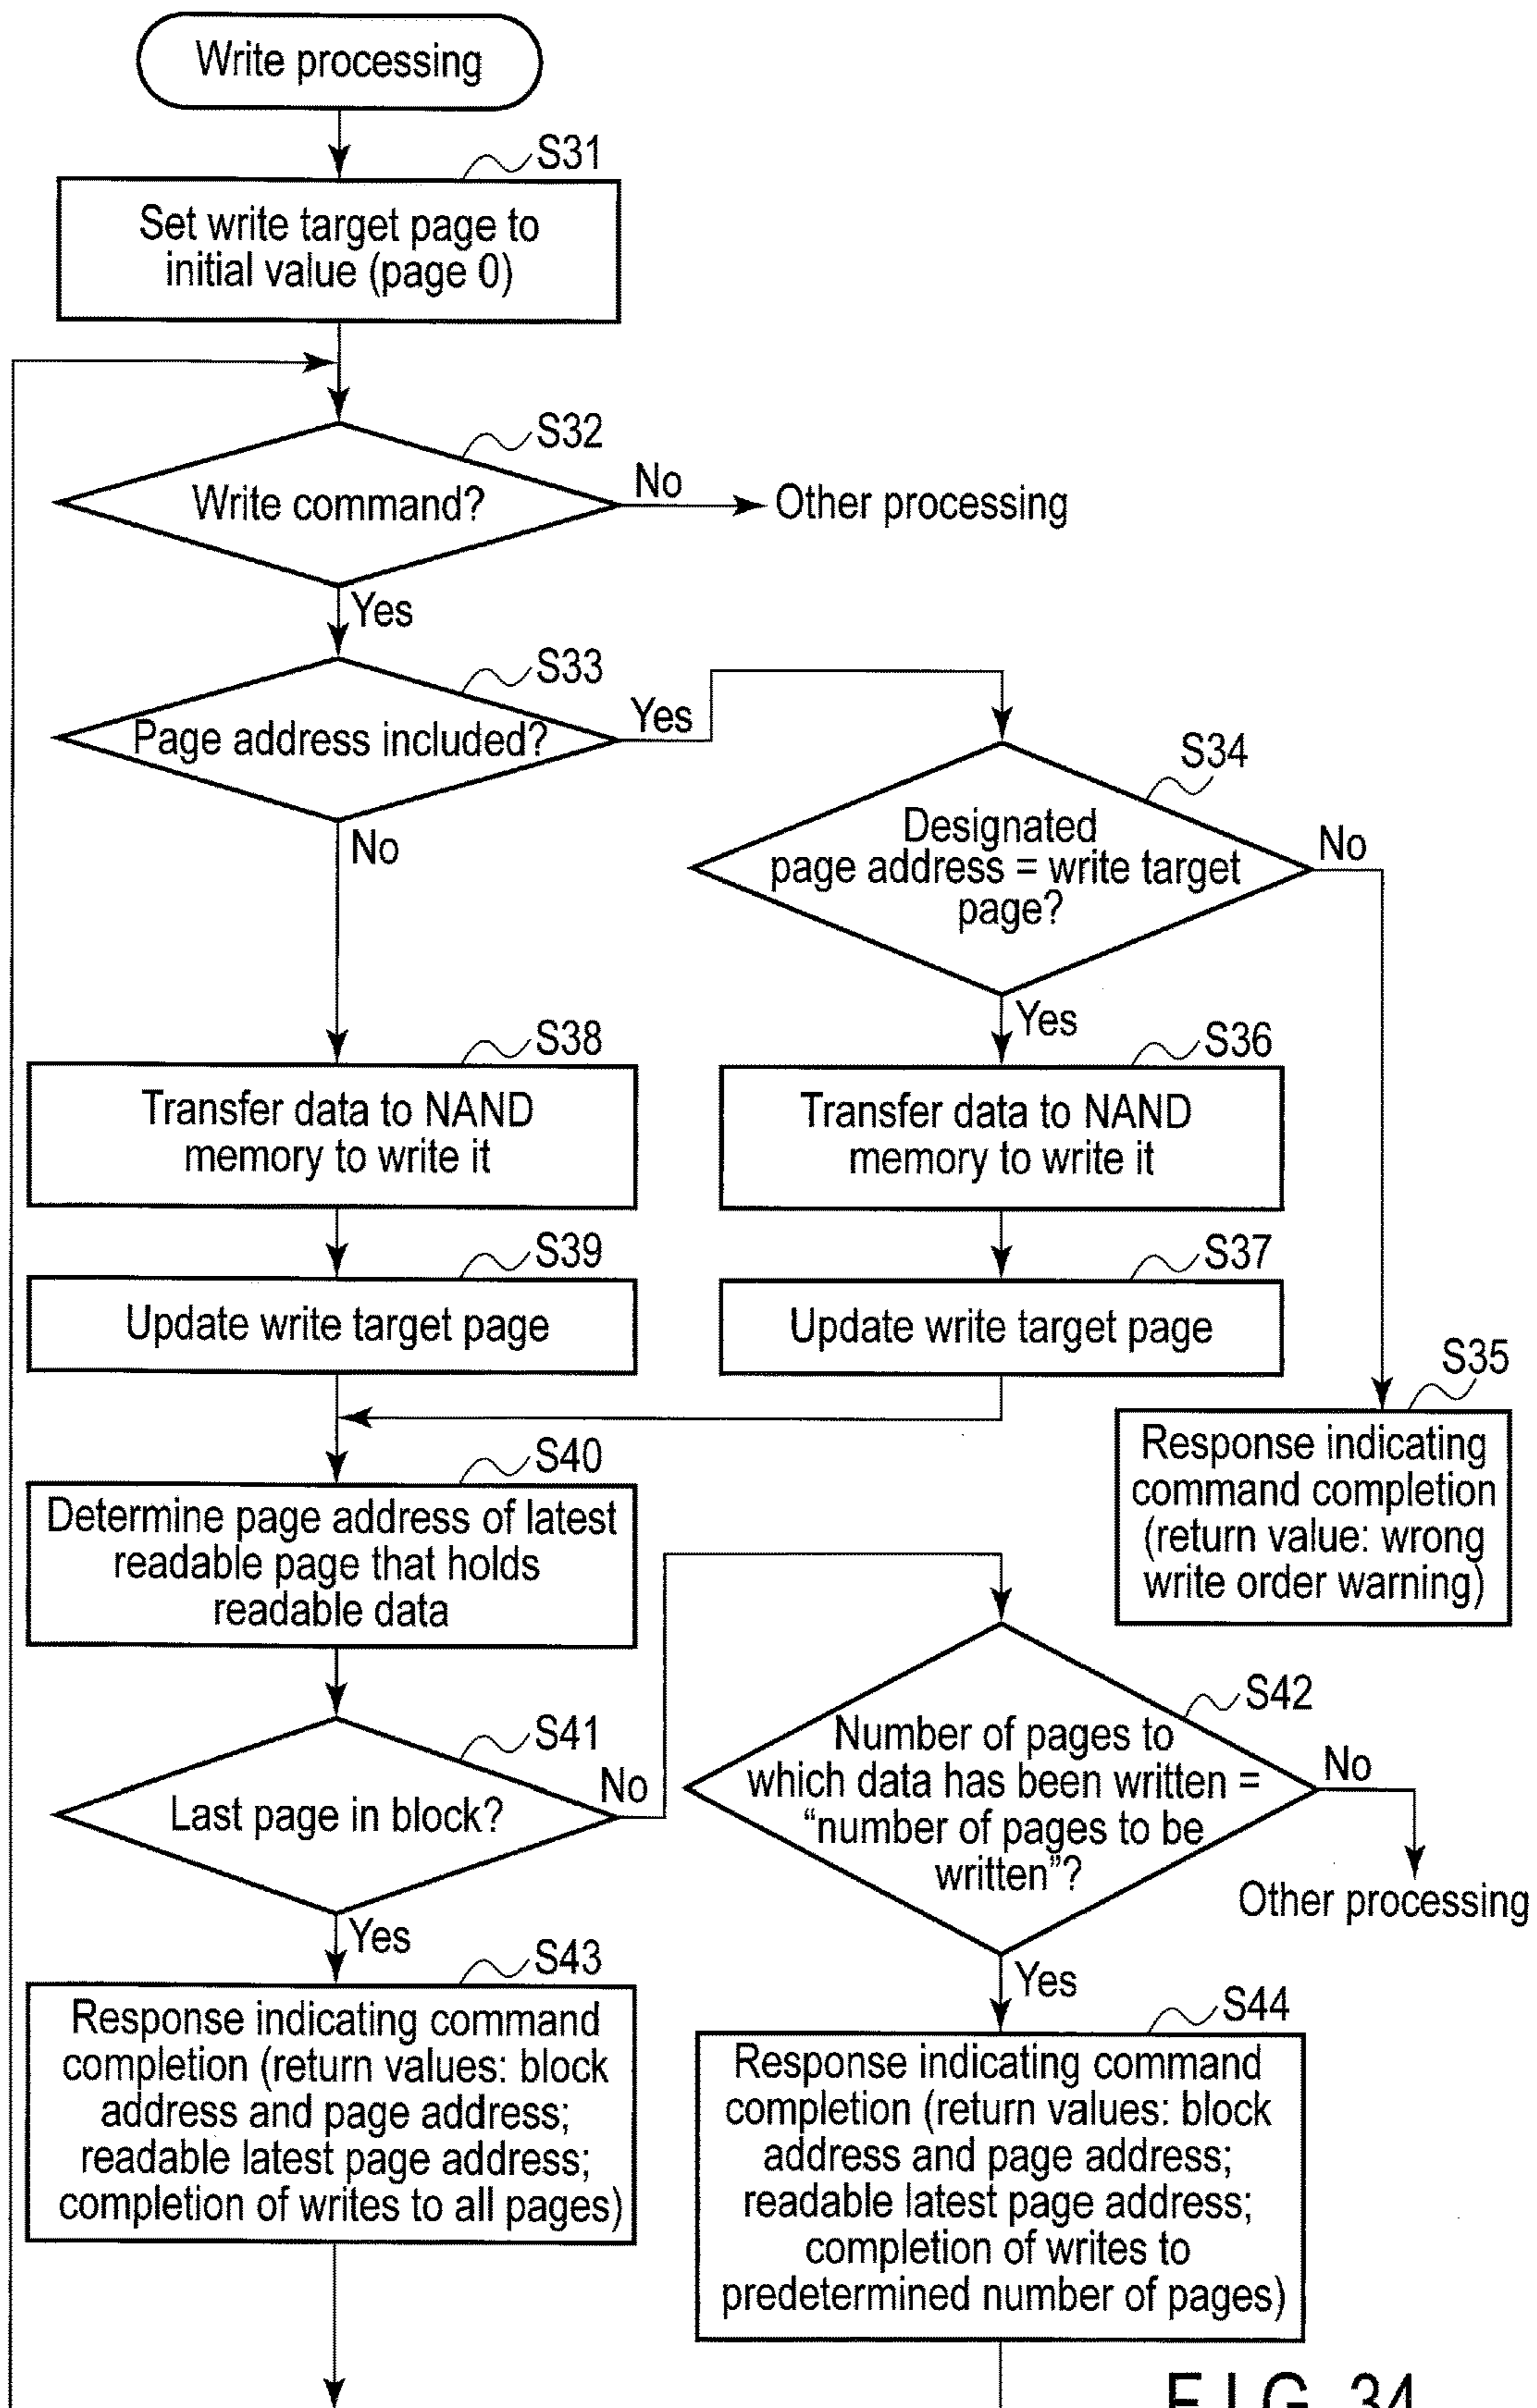 Write processing
S31
Set write target page to
initial value (page 0)
S32
Write command?
No
Other processing
Yes
S33
Page address included?
Yes
No
S34
Designated
page address = write target
page?
No
Yes
S38
Transfer data to NAND
memory to write it
S36
Transfer data to NAND
memory to write it
S39
Update write target page
S37
Update write target page
S35
Response indicating
command completion
(return value: wrong
write order warning)
S40
Determine page address of latest
readable page that holds
readable data
S41
Last page in block?
No
S42
Number of pages to
which data has been written =
“number of pages to be
written”?
No
Other processing
Yes
Yes
S43
Response indicating command
completion (return values: block
address and page address;
readable latest page address;
completion of writes to all pages)
S44
Response indicating command
completion (return values: block
address and page address;
readable latest page address;
completion of writes to
predetermined number of pages)
FIG. 34